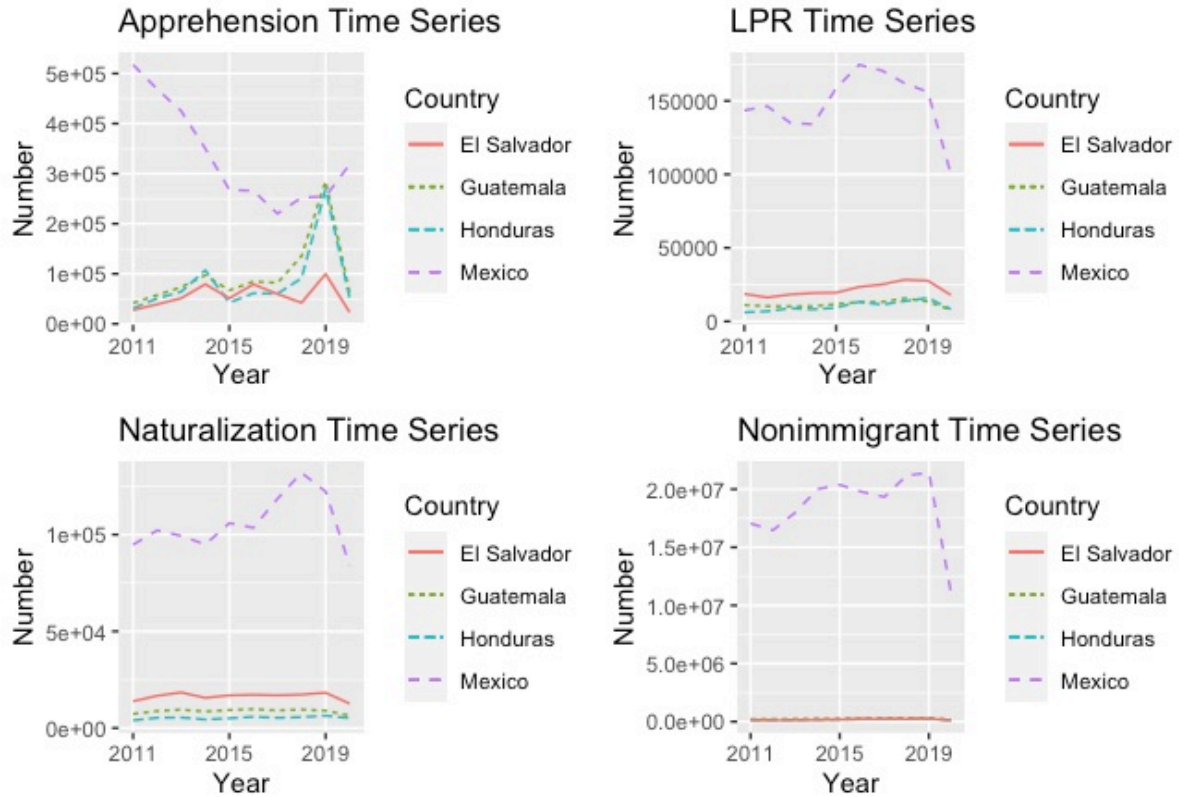 Apprehension Time Series
5e+05
4e+05
3e+05
2e+05
1e+05
0e+00
Number
2011 2015 2019
Year
Country
El Salvador
Guatemala
Honduras
Mexico
LPR Time Series
150000
100000
50000
0
Number
2011 2015 2019
Year
Country
El Salvador
Guatemala
Honduras
Mexico
Naturalization Time Series
1e+05
5e+04
0e+00
Number
2011 2015 2019
Year
Country
El Salvador
Guatemala
Honduras
Mexico
Nonimmigrant Time Series
2.0e+07
1.5e+07
1.0e+07
5.0e+06
0.0e+00
Number
2011 2015 2019
Year
Country
El Salvador
Guatemala
Honduras
Mexico